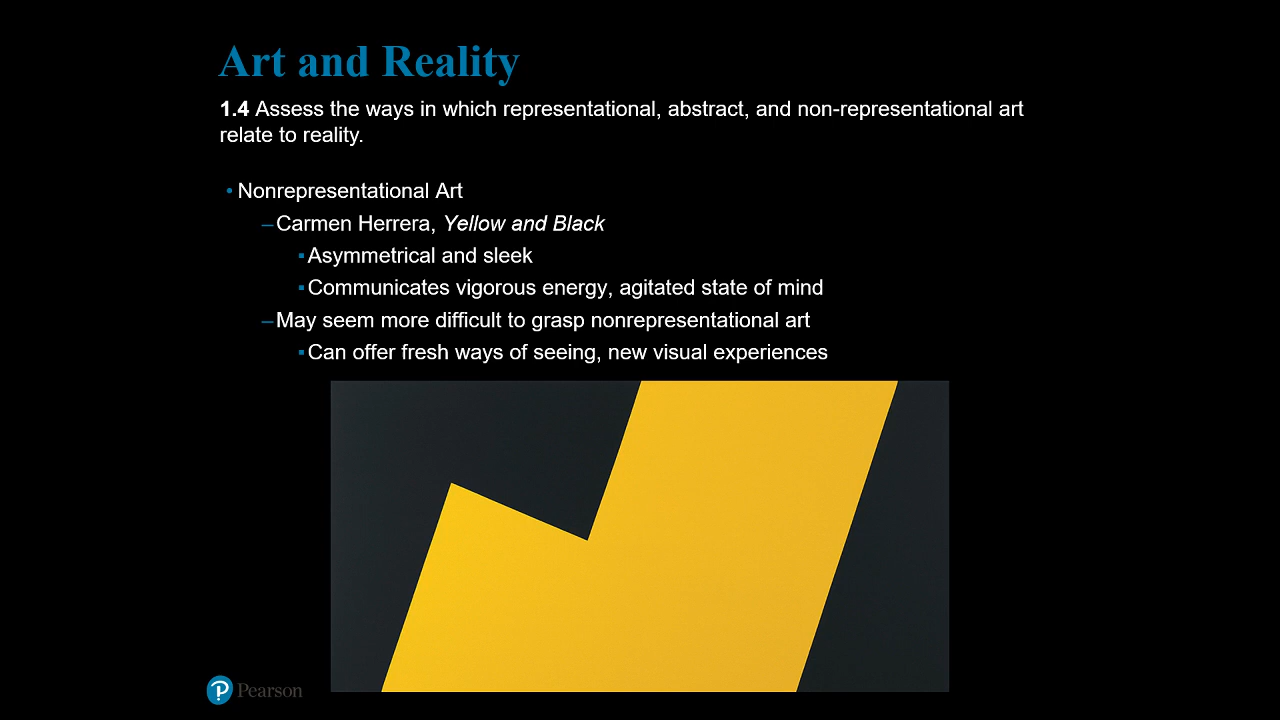 Art and Reality
1.4 Assess the ways in which representational, abstract, and non-representational art
relate to reality.
• Nonrepresentational Art
–Carmen Herrera, Yellow and Black
▪Asymmetrical and sleek
▪Communicates vigorous energy, agitated state of mind
–May seem more difficult to grasp nonrepresentational art
▪Can offer fresh ways of seeing, new visual experiences
Pearson